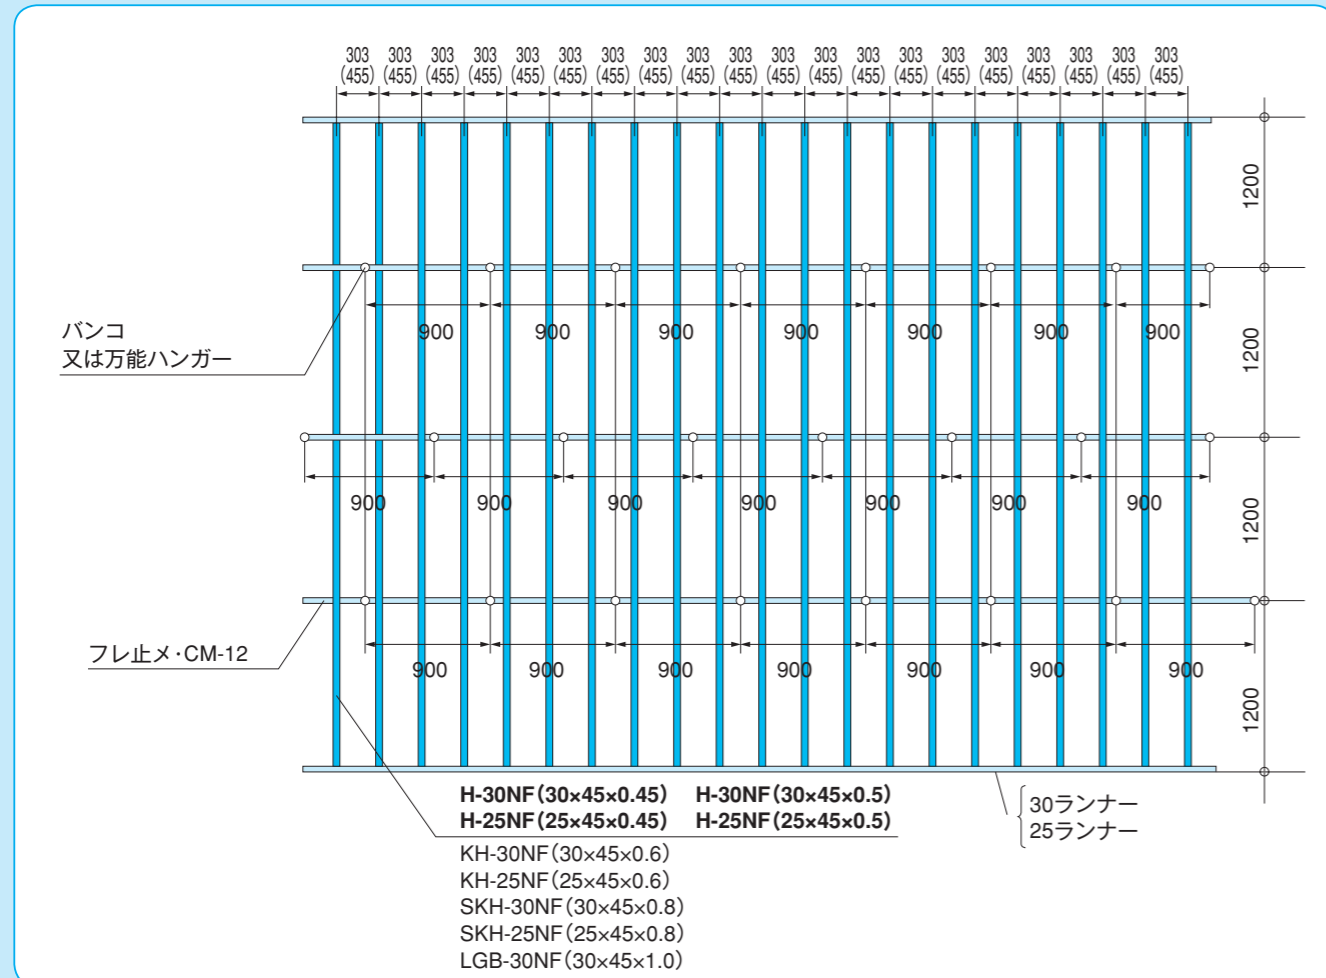 303 303 303 303 303 303 303 303 303 303 303 303 303 303 303 303 303 303 303 303
(455) (455) (455) (455) (455) (455) (455) (455) (455) (455) (455) (455) (455) (455) (455) (455) (455) (455) (455) (455)
1200
バンコ
又は万能ハンガー
900 900 900 900 900 900 900
1200
900 900 900 900 900 900 900
1200
フレ止メ・CM-12
900 900 900 900 900 900 900
1200
H-30NF(30×45×0.45) H-30NF(30×45×0.5)
H-25NF(25×45×0.45) H-25NF(25×45×0.5)
KH-30NF(30×45×0.6)
KH-25NF(25×45×0.6)
SKH-30NF(30×45×0.8)
SKH-25NF(25×45×0.8)
LGB-30NF(30×45×1.0)
30ランナー
25ランナー